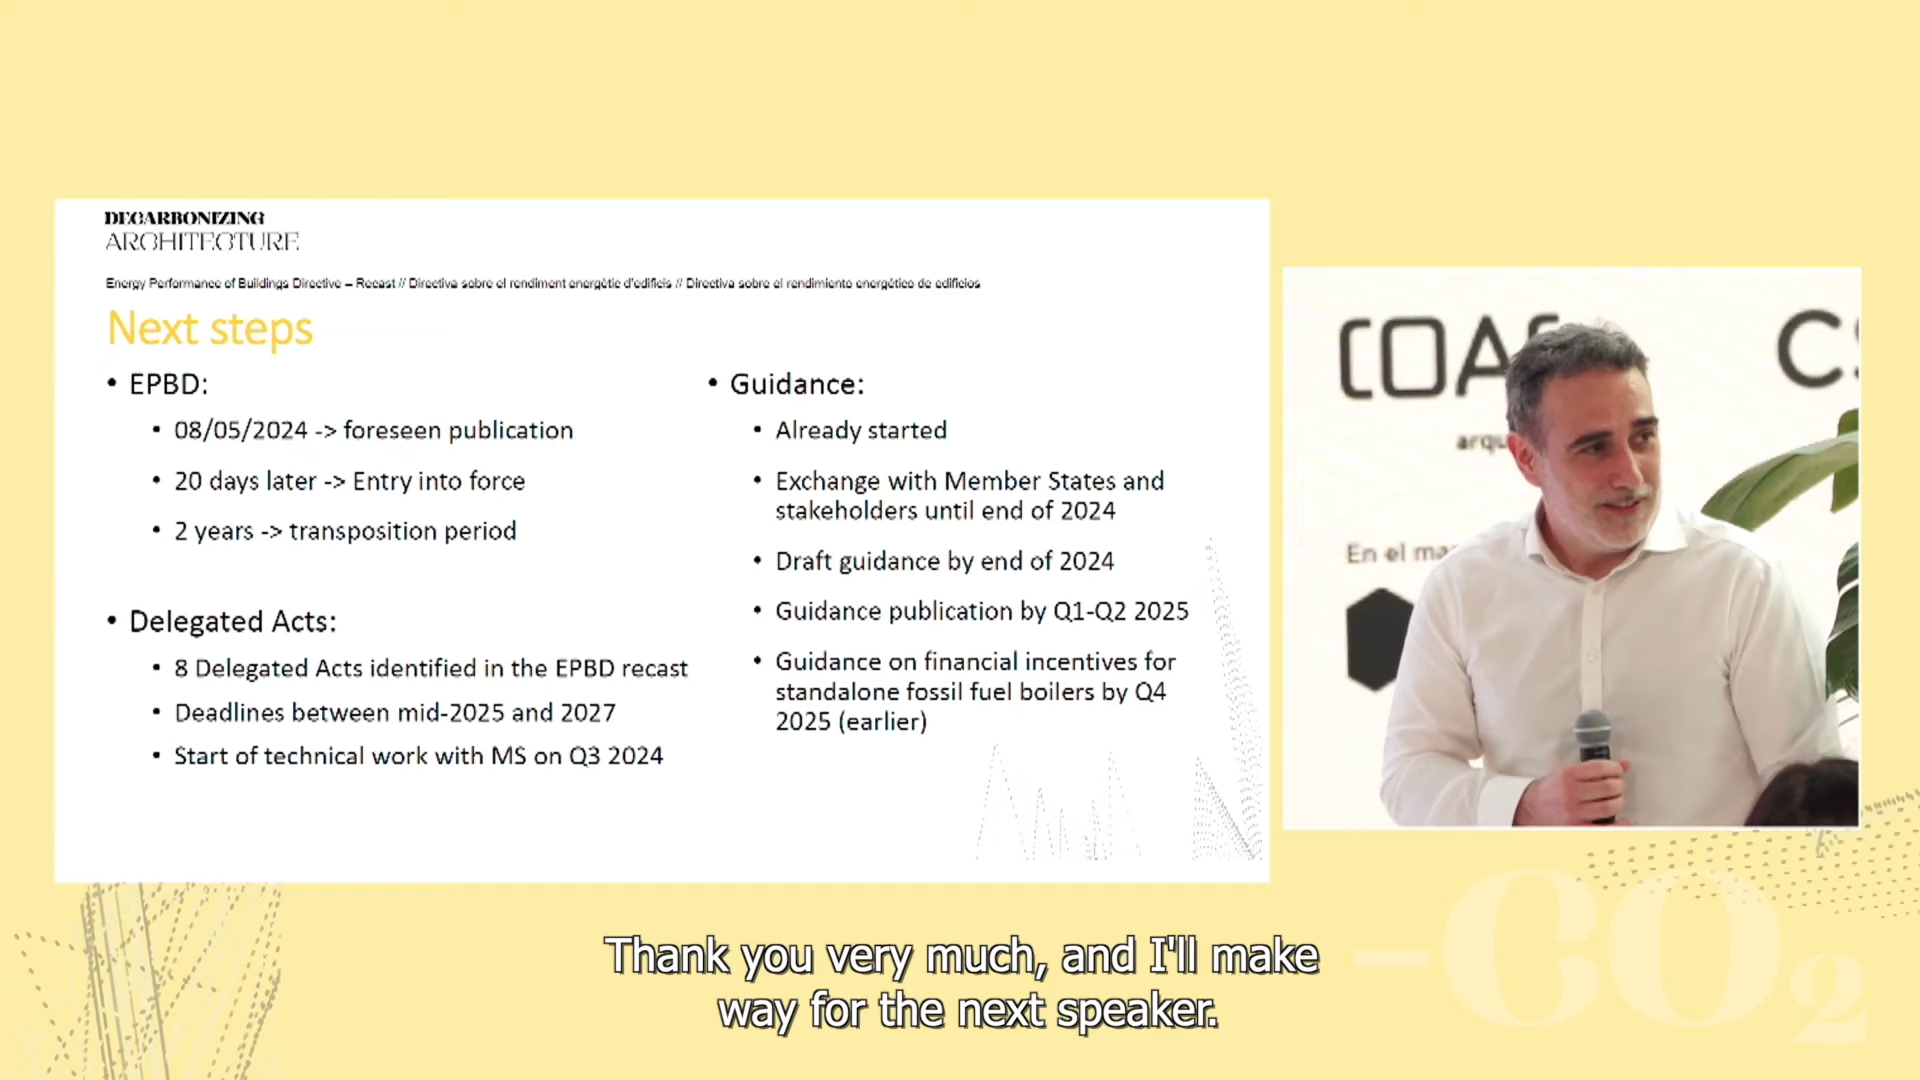 DECARBONIZING
ARCHITECTURE
Energy Performance of Buildings Directive – Recast // Directiva sobre el rendiment energètic d'edificis // Directiva sobre el rendimiento energético de edificios
Next steps
• EPBD:
• 08/05/2024 -> foreseen publication
• 20 days later -> Entry into force
• 2 years -> transposition period
• Delegated Acts:
• 8 Delegated Acts identified in the EPBD recast
• Deadlines between mid-2025 and 2027
• Start of technical work with MS on Q3 2024
• Guidance:
• Already started
• Exchange with Member States and
stakeholders until end of 2024
• Draft guidance by end of 2024
• Guidance publication by Q1-Q2 2025
• Guidance on financial incentives for
standalone fossil fuel boilers by Q4
2025 (earlier)
COA
CS
arqu
En el ma
-CO2
Thank you very much, and I'll make
way for the next speaker.